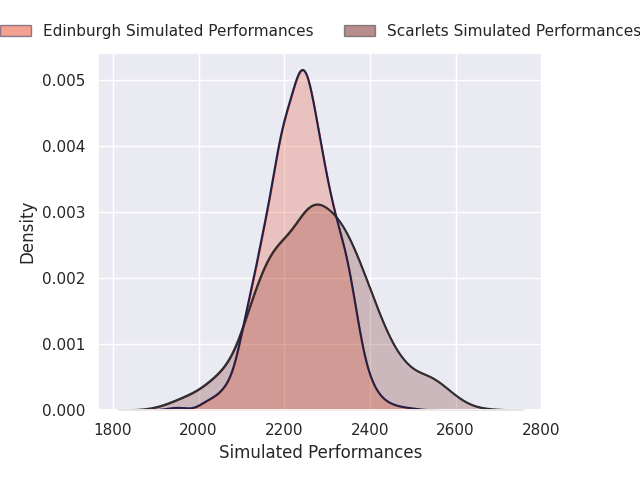 Edinburgh Simulated Performances Scarlets Simulated Performances
0.005
0.004
0.003
0.002
0.001
0.000
Density
1800 2000 2200 2400 2600 2800
Simulated Performances